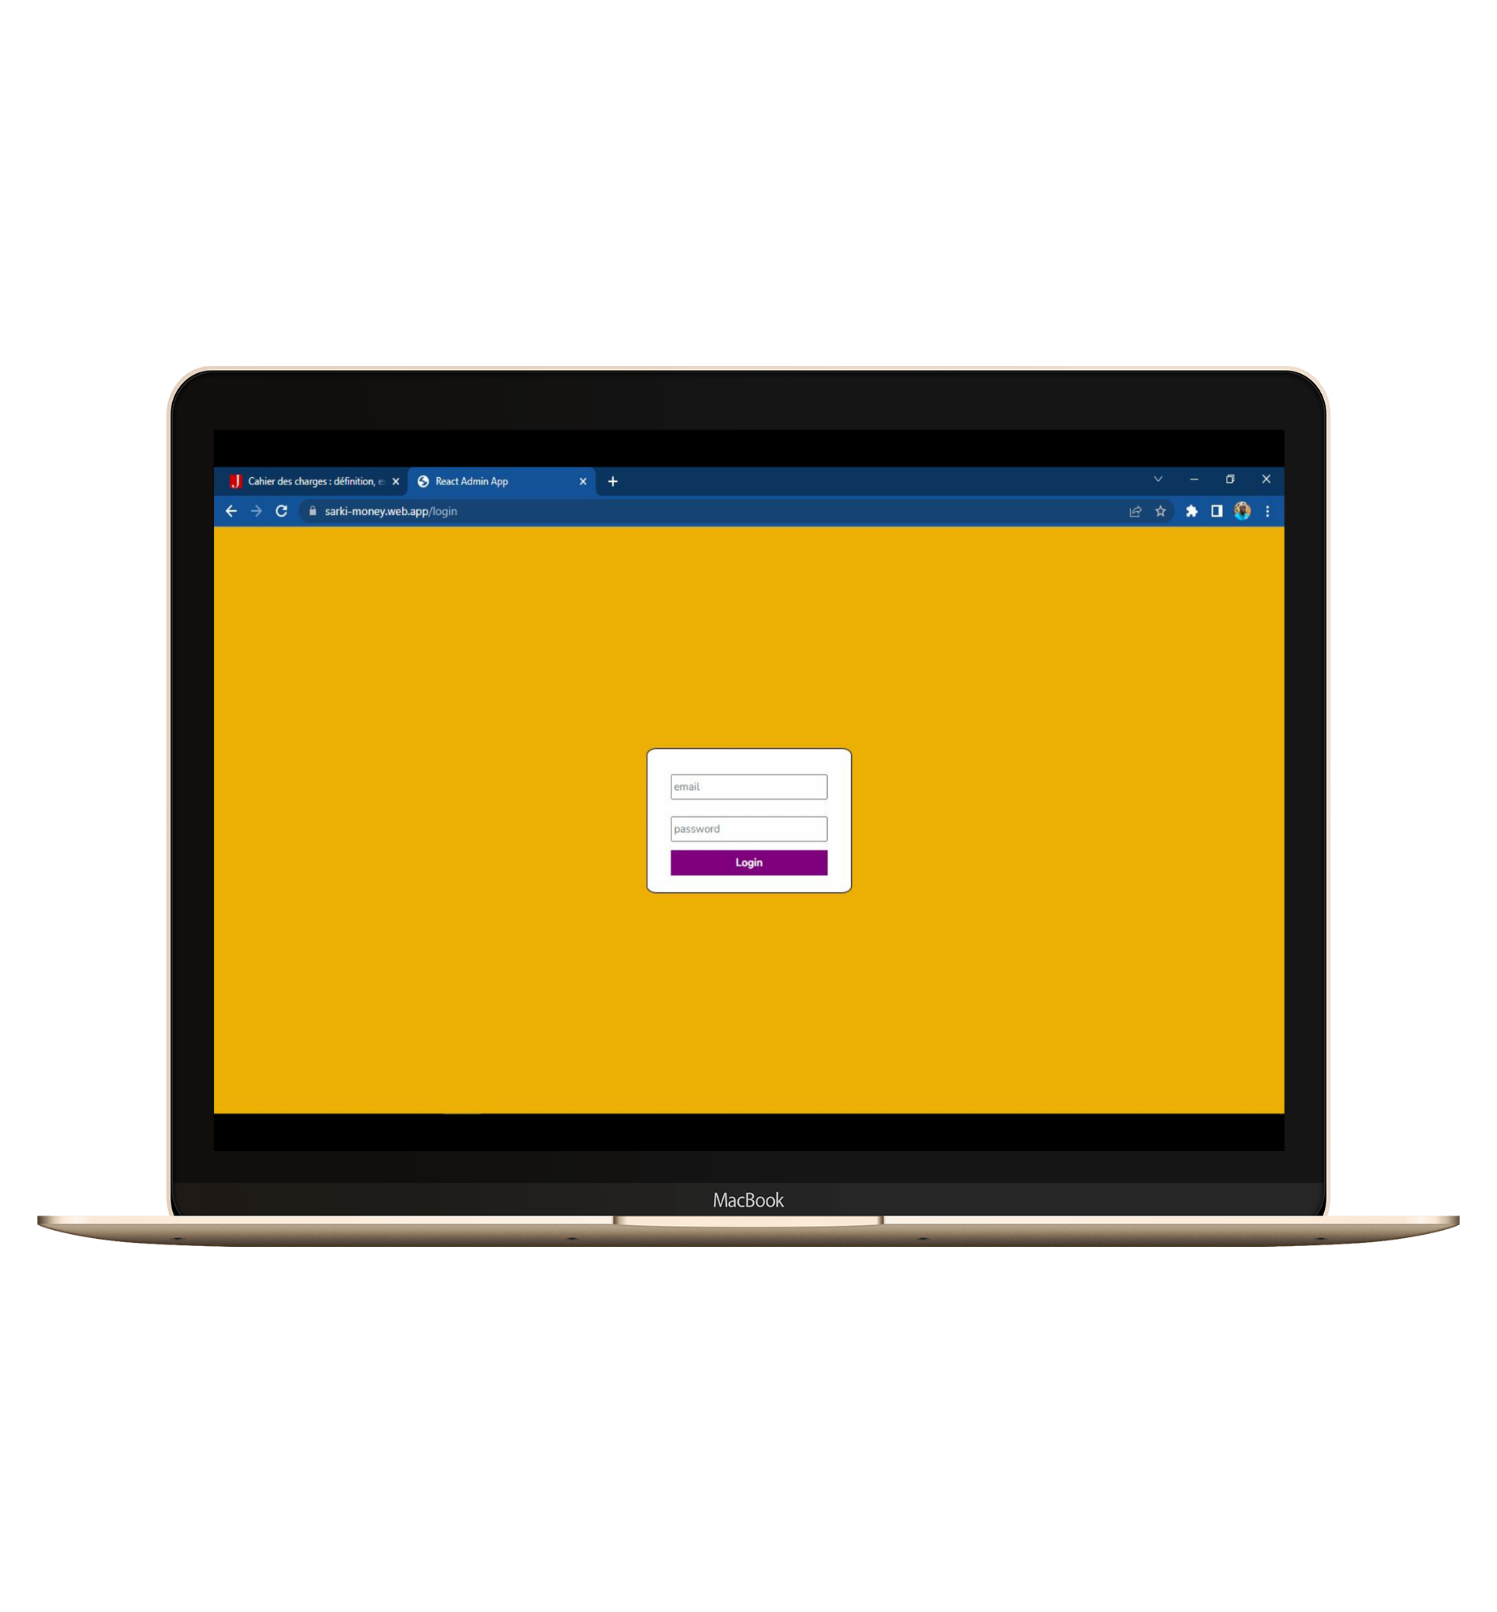 Cahier des charges : définition, e
React Admin App
sarki-money.web.app/login
email
password
Login
MacBook